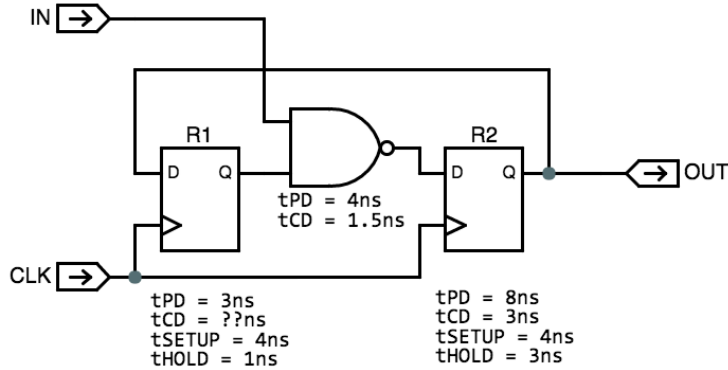 IN
R1
R2
D Q
D Q
OUT
tPD = 4ns
tCD = 1.5ns
CLK
tPD = 3ns
tCD = ??ns
tSETUP = 4ns
tHOLD = 1ns
tPD = 8ns
tCD = 3ns
tSETUP = 4ns
tHOLD = 3ns